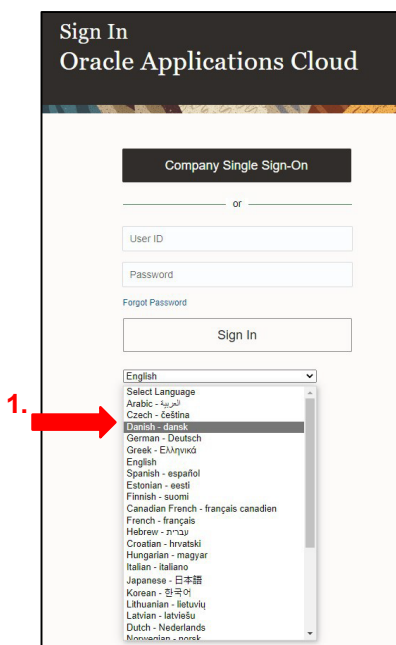 Sign In
Oracle Applications Cloud
Company Single Sign-On
or
User ID
Password
Forgot Password
Sign In
English
Select Language
Arabic - العربية
Czech - čeština
1.
Danish - dansk
German - Deutsch
Greek - Ελληνικά
English
Spanish - español
Estonian - eesti
Finnish - suomi
Canadian French - français canadien
French - français
Hebrew - עברית
Croatian - hrvatski
Hungarian - magyar
Italian - italiano
Japanese - 日本語
Korean - 한국어
Lithuanian - lietuvių
Latvian - latviešu
Dutch - Nederlands
Norwegian - norsk